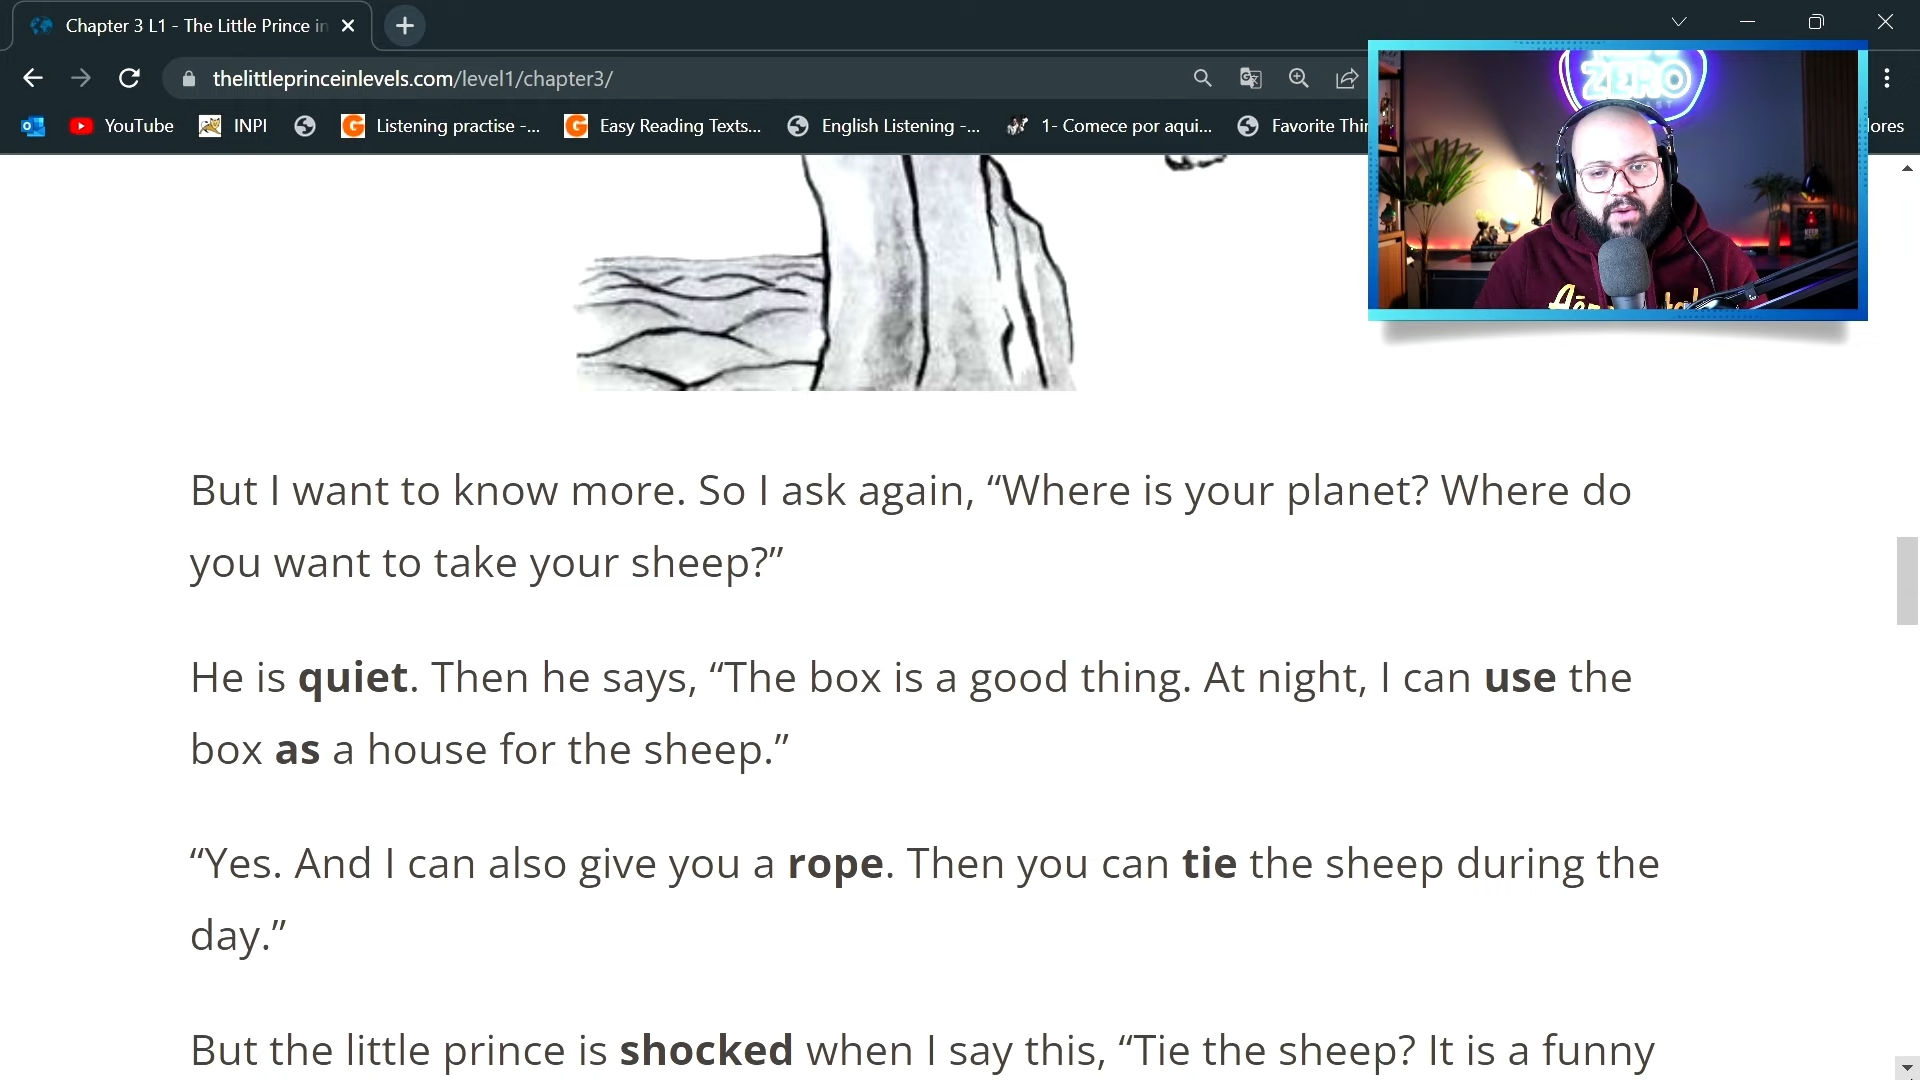 Chapter 3 L1 - The Little Prince in
thelittleprinceinlevels.com/level1/chapter3/
YouTube INPI Listening practise -... Easy Reading Texts... English Listening -... 1- Comece por aqui... Favorite Thin
ZERO
But I want to know more. So I ask again, “Where is your planet? Where do
you want to take your sheep?”
He is quiet. Then he says, “The box is a good thing. At night, I can use the
box as a house for the sheep.”
“Yes. And I can also give you a rope. Then you can tie the sheep during the
day.”
But the little prince is shocked when I say this, “Tie the sheep? It is a funny